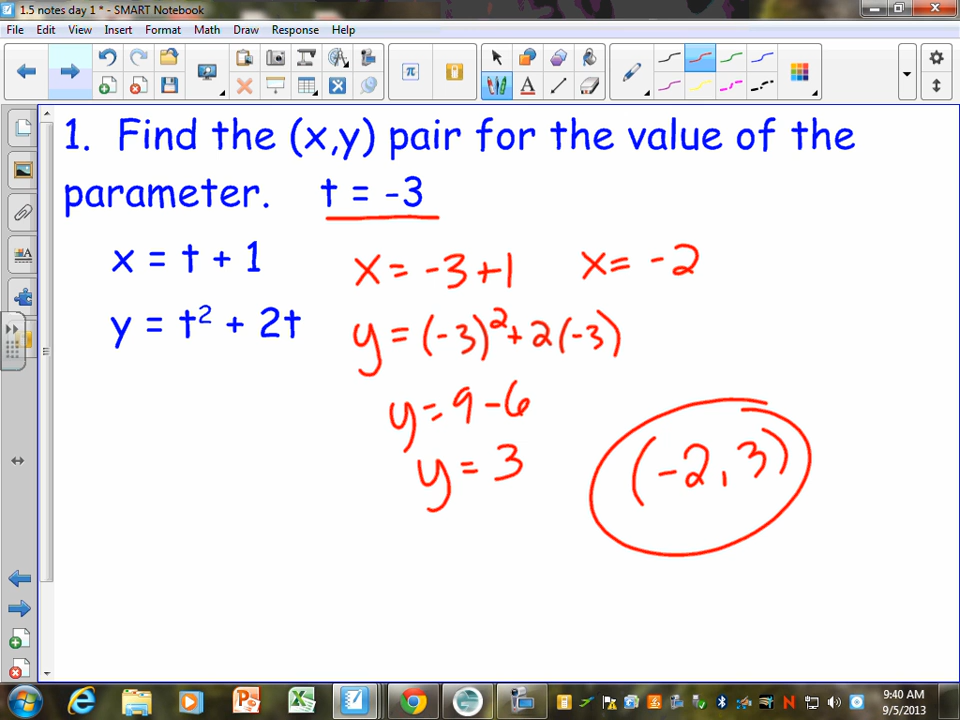 1.5 notes day 1 * - SMART Notebook
File Edit View Insert Format Math Draw Response Help
1. Find the (x,y) pair for the value of the
parameter. t = -3
x = t + 1 x = -3+1 x = -2
y = t² + 2t y = (-3)² + 2(-3)
y = 9 - 6
y = 3 (-2, 3)
9:40 AM
9/5/2013